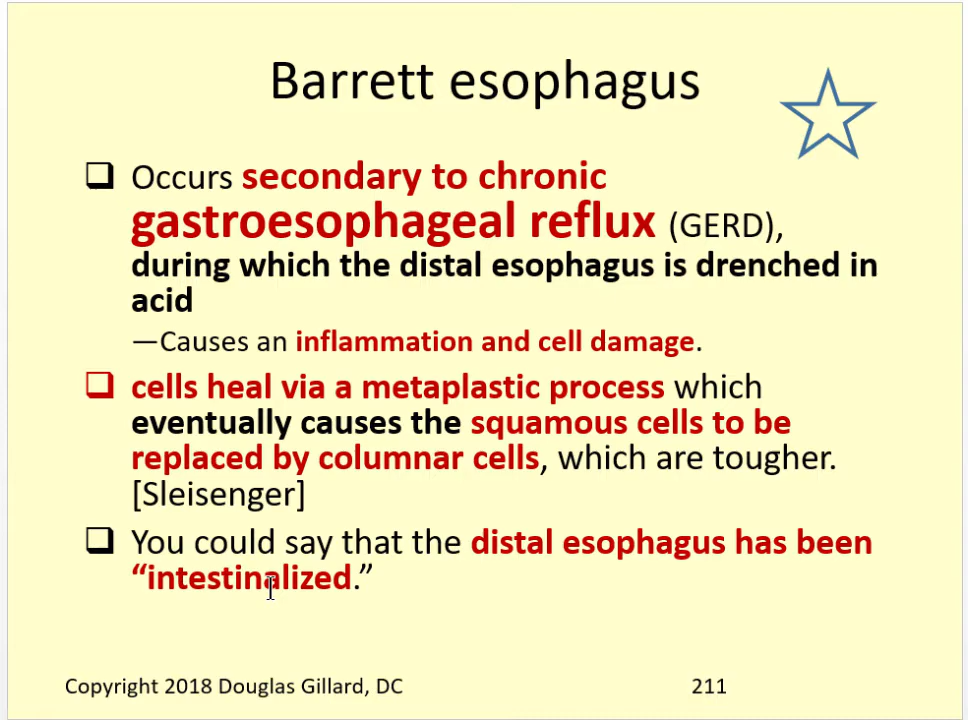 Barrett esophagus
❑ Occurs secondary to chronic
gastroesophageal reflux (GERD),
during which the distal esophagus is drenched in
acid
—Causes an inflammation and cell damage.
❑ cells heal via a metaplastic process which
eventually causes the squamous cells to be
replaced by columnar cells, which are tougher.
[Sleisenger]
❑ You could say that the distal esophagus has been
“intestinalized.”
Copyright 2018 Douglas Gillard, DC 211